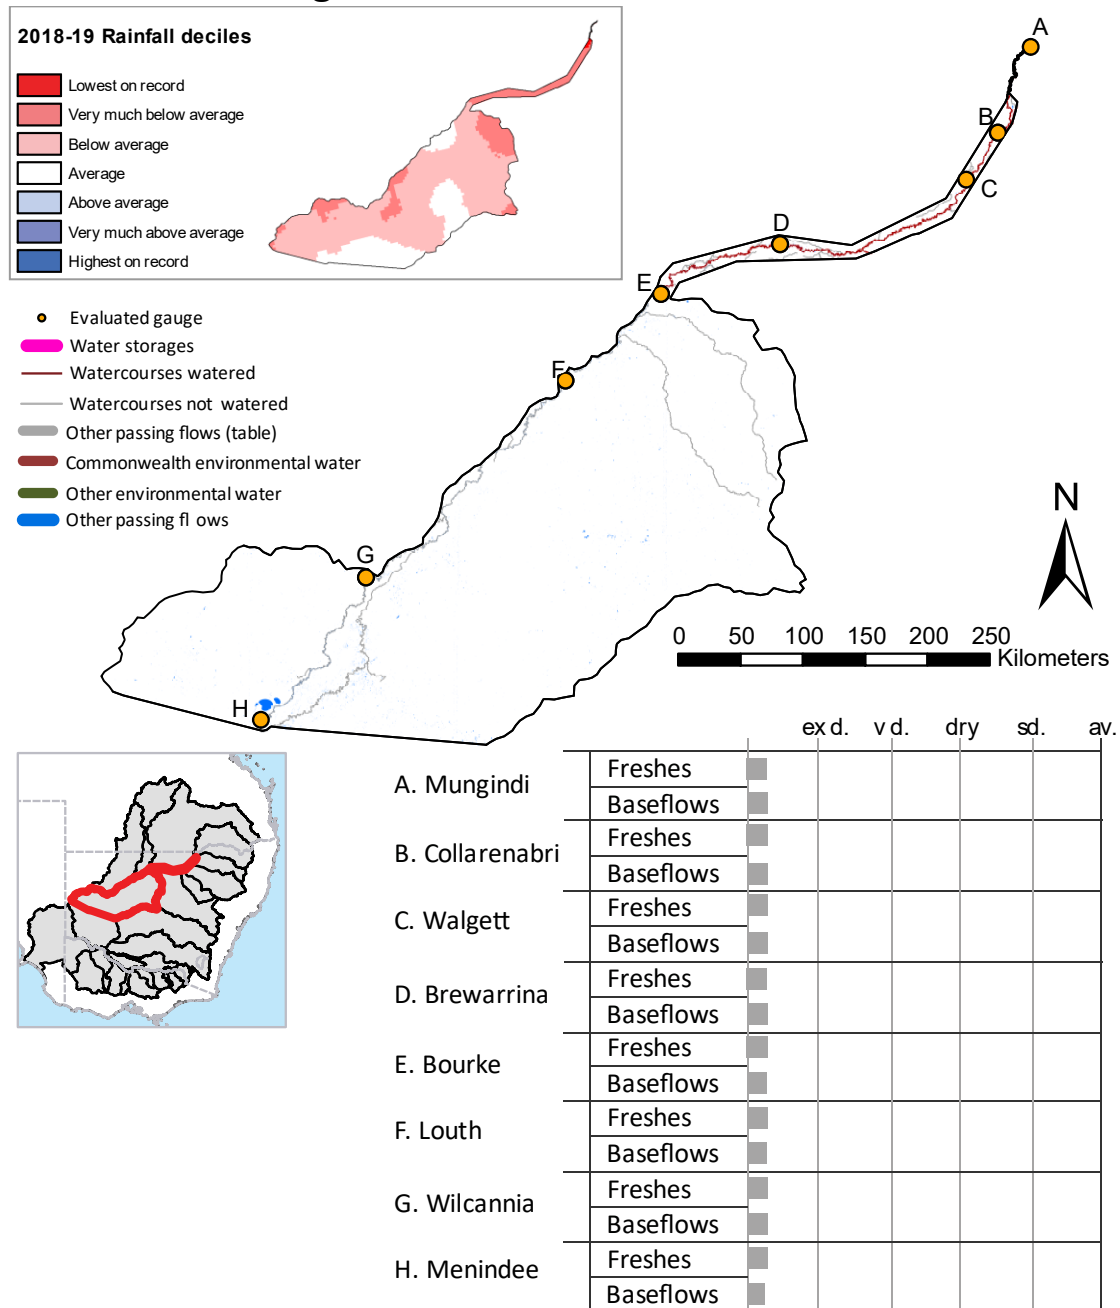 2018-19 Rainfall deciles
Lowest on record
Very much below average
Below average
Average
Above average
Very much above average
Highest on record
Evaluated gauge
Water storages
Watercourses watered
Watercourses not watered
Other passing flows (table)
Commonwealth environmental water
Other environmental water
Other passing fl ows
A
B
C
D
E
F
G
H
N
0 50 100 150 200 250
Kilometers
ex d. v d. dry sd. av.
A. Mungindi
Freshes
Baseflows
B. Collarenabri
Freshes
Baseflows
C. Walgett
Freshes
Baseflows
D. Brewarrina
Freshes
Baseflows
E. Bourke
Freshes
Baseflows
F. Louth
Freshes
Baseflows
G. Wilcannia
Freshes
Baseflows
H. Menindee
Freshes
Baseflows